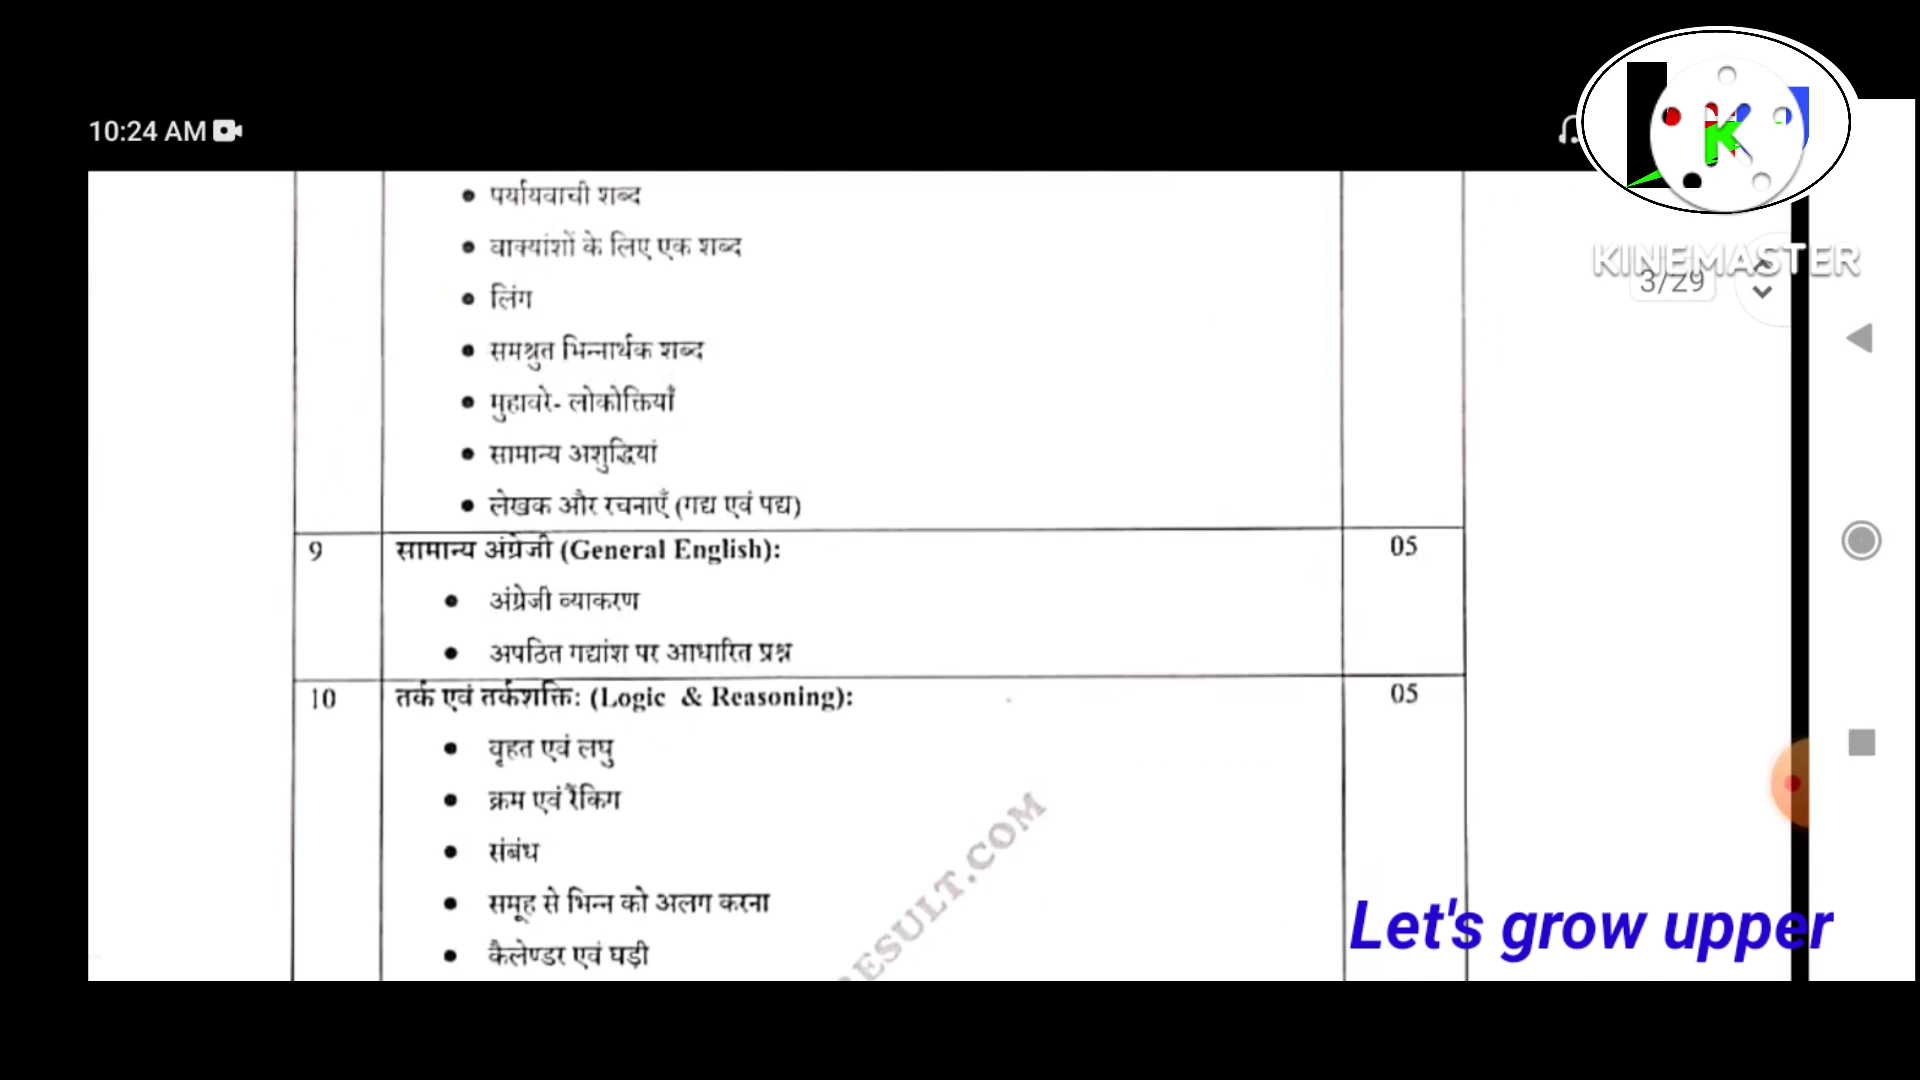 10:24 AM
KINEMASTER
3/29
पर्यायवाची शब्द
वाक्यांशों के लिए एक शब्द
लिंग
समश्रुत भिन्नार्थक शब्द
मुहावरे- लोकोक्तियाँ
सामान्य अशुद्धियां
लेखक और रचनाएँ (गद्य एवं पद्य)
9 सामान्य अंग्रेजी (General English): 05
अंग्रेजी व्याकरण
अपठित गद्यांश पर आधारित प्रश्न
10 तर्क एवं तर्कशक्ति: (Logic & Reasoning): 05
वृहत एवं लघु
क्रम एवं रैंकिग
संबंध
समूह से भिन्न को अलग करना
कैलेण्डर एवं घड़ी
ESULT.COM
Let's grow upper